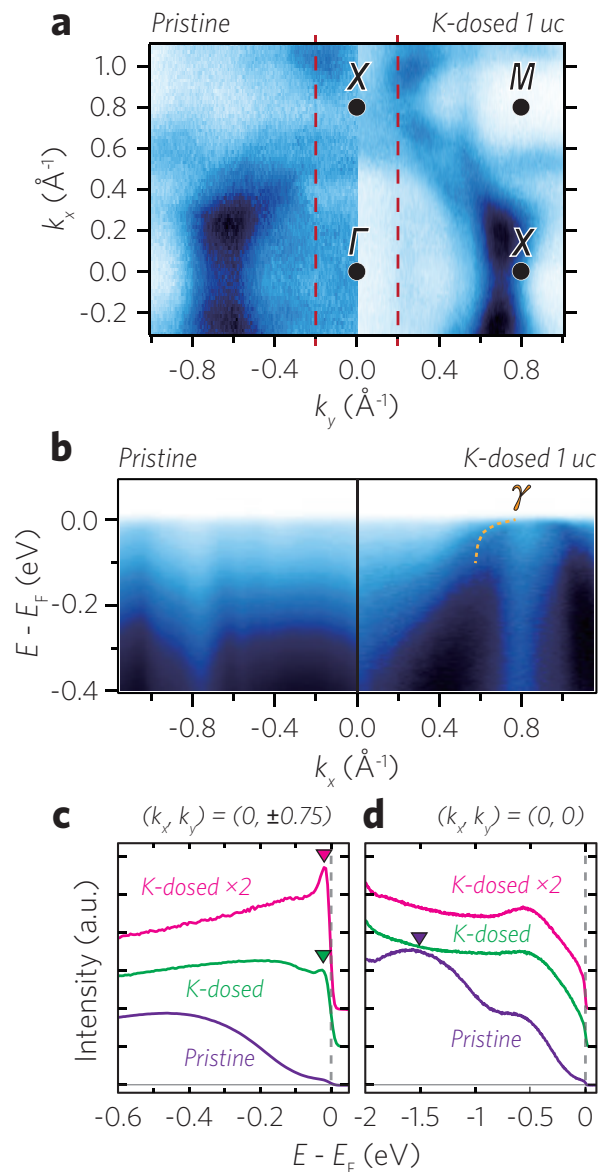 a
Pristine
K-dosed 1 uc
1.0
0.8
0.6
0.4
0.2
0.0
-0.2
X
M
Γ
X
kx (Å-1)
-0.8
-0.4
0.0
0.4
0.8
ky (Å-1)
b
Pristine
K-dosed 1 uc
γ
0.0
-0.2
-0.4
E - EF (eV)
-0.8
-0.4
0.0
0.4
0.8
kx (Å-1)
c
(kx, ky) = (0, ±0.75)
K-dosed ×2
K-dosed
Pristine
Intensity (a.u.)
-0.6
-0.4
-0.2
0
d
(kx, ky) = (0, 0)
K-dosed ×2
K-dosed
Pristine
-2
-1.5
-1
-0.5
0
E - EF (eV)